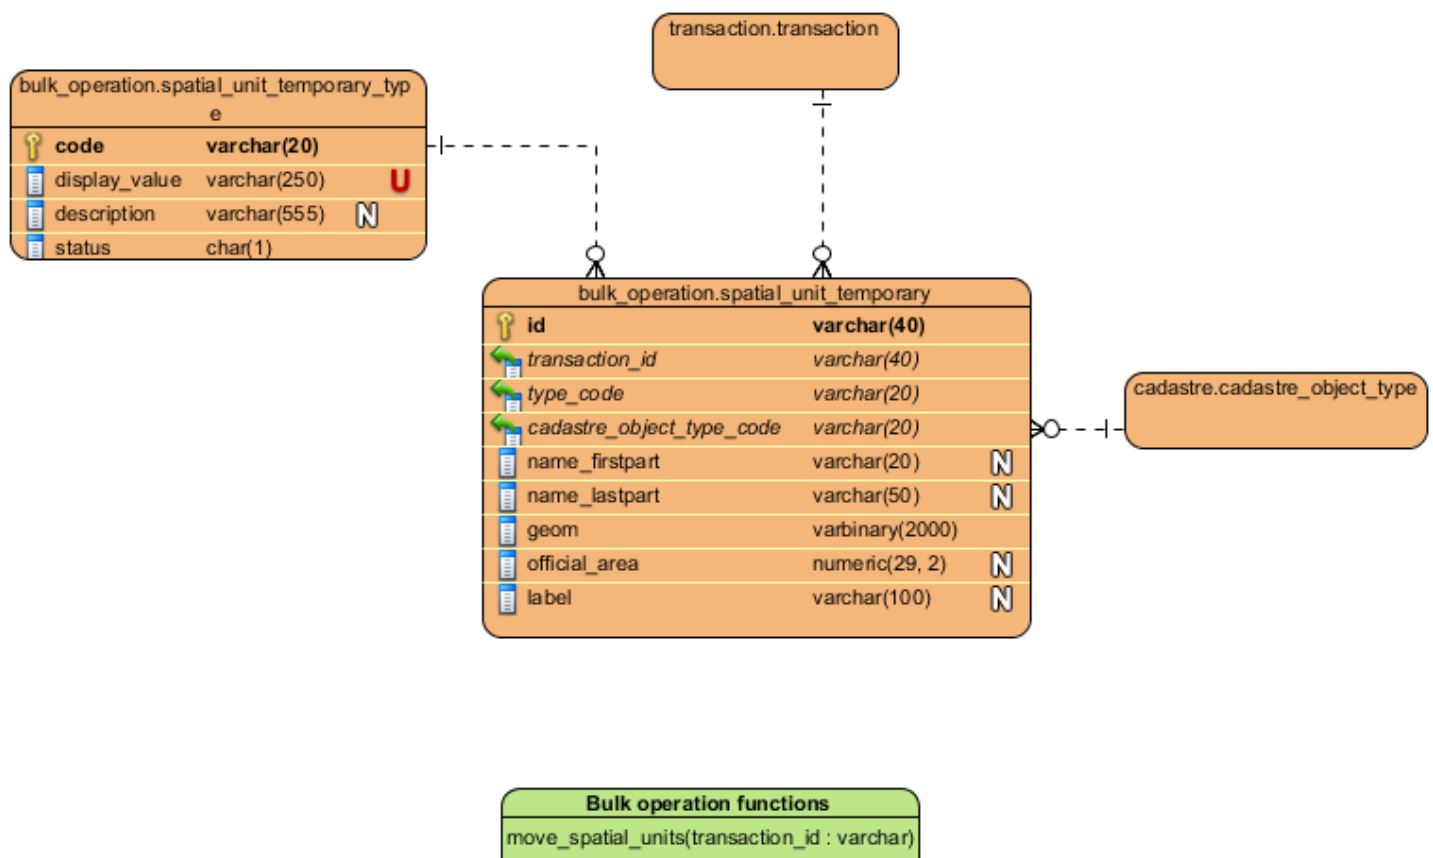 transaction.transaction
bulk_operation.spatial_unit_temporary_typ
e
code varchar(20)
display_value varchar(250) U
description varchar(555) N
status char(1)
bulk_operation.spatial_unit_temporary
id varchar(40)
transaction_id varchar(40)
type_code varchar(20)
cadastre_object_type_code varchar(20)
name_firstpart varchar(20) N
name_lastpart varchar(50) N
geom varbinary(2000)
official_area numeric(29, 2) N
label varchar(100) N
cadastre.cadastre_object_type
Bulk operation functions
move_spatial_units(transaction_id : varchar)